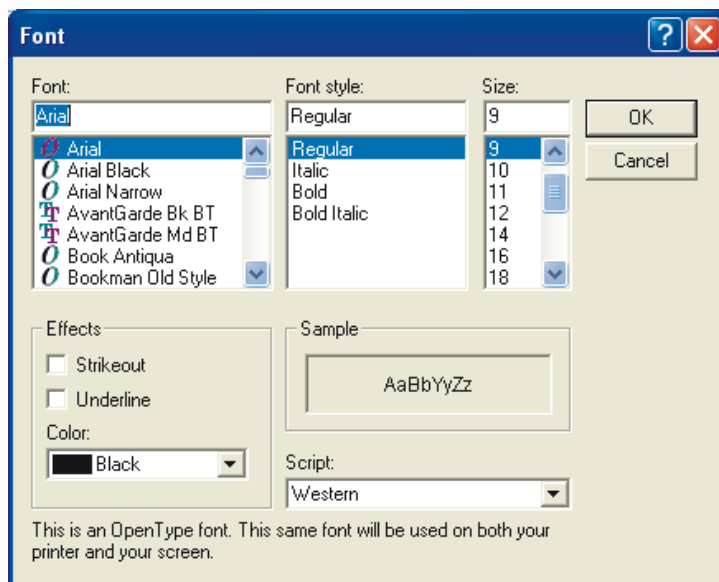 Font
Font:
Font style:
Size:
Arial
Regular
9
OK
Cancel
Arial
Arial Black
Arial Narrow
AvantGarde Bk BT
AvantGarde Md BT
Book Antiqua
Bookman Old Style
Regular
Italic
Bold
Bold Italic
9
10
11
12
14
16
18
Effects
Strikeout
Underline
Color:
Black
Sample
AaBbYyZz
Script:
Western
This is an OpenType font. This same font will be used on both your
printer and your screen.